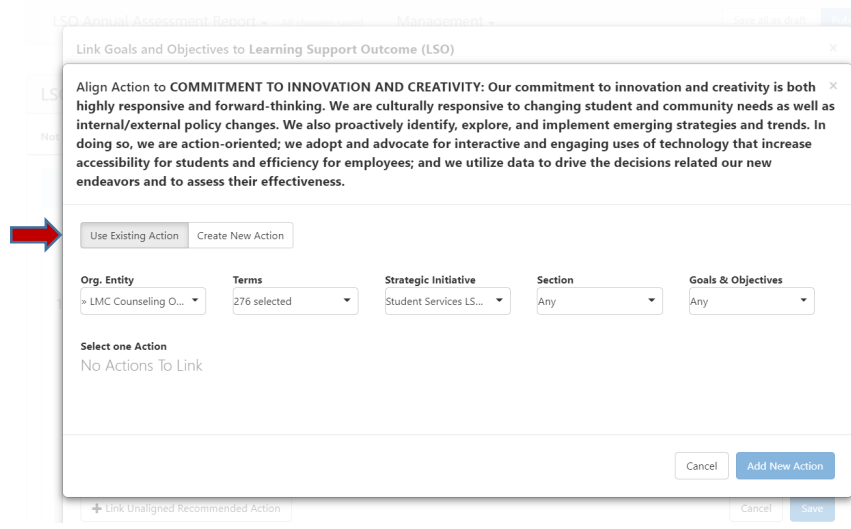 LSO Annual Assessment Report All changes saved Management Save all as draft
Link Goals and Objectives to Learning Support Outcome (LSO) ×
Align Action to COMMITMENT TO INNOVATION AND CREATIVITY: Our commitment to innovation and creativity is both ×
highly responsive and forward-thinking. We are culturally responsive to changing student and community needs as well as
internal/external policy changes. We also proactively identify, explore, and implement emerging strategies and trends. In
doing so, we are action-oriented; we adopt and advocate for interactive and engaging uses of technology that increase
accessibility for students and efficiency for employees; and we utilize data to drive the decisions related our new
endeavors and to assess their effectiveness.
Use Existing Action Create New Action
Org. Entity Terms Strategic Initiative Section Goals & Objectives
» LMC Counseling O... 276 selected Student Services LS... Any Any
Select one Action
No Actions To Link
Cancel Add New Action
+ Link Unaligned Recommended Action Cancel Save